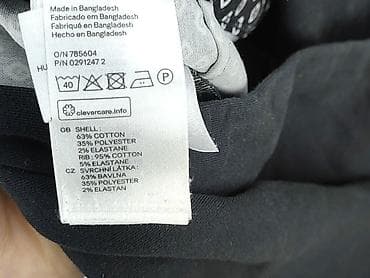 Made in Bangladesh
Fabricado em Bangladesh
Fabriqué en Bangladesh
Hecho en Bangladesh
O/N 785604
P/N 0291247 2
HU
40
P
clevercare.info
GB SHELL:
63% COTTON
35% POLYESTER
2% ELASTANE
RIB: 95% COTTON
5% ELASTANE
CZ SVRCHNÍ LÁTKA:
63% BAVLNA
35% POLYESTER
2% ELASTAN